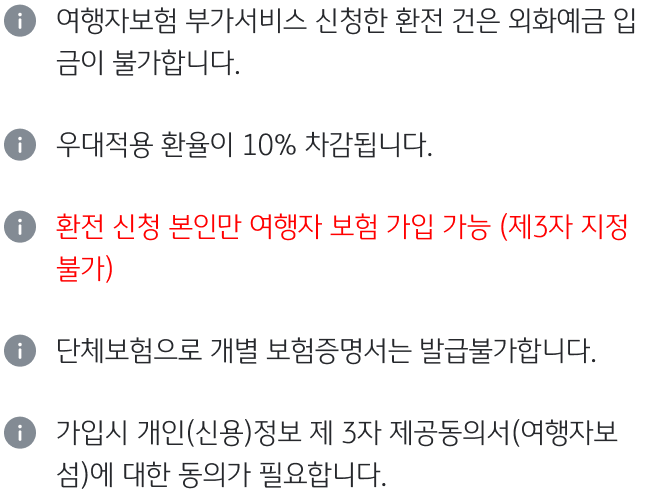 여행자보험 부가서비스 신청한 환전 건은 외화예금 입
금이 불가합니다.
우대적용 환율이 10% 차감됩니다.
환전 신청 본인만 여행자 보험 가입 가능 (제3자 지정
불가)
단체보험으로 개별 보험증명서는 발급불가합니다.
가입시 개인(신용)정보 제 3자 제공동의서(여행자보
섬)에 대한 동의가 필요합니다.